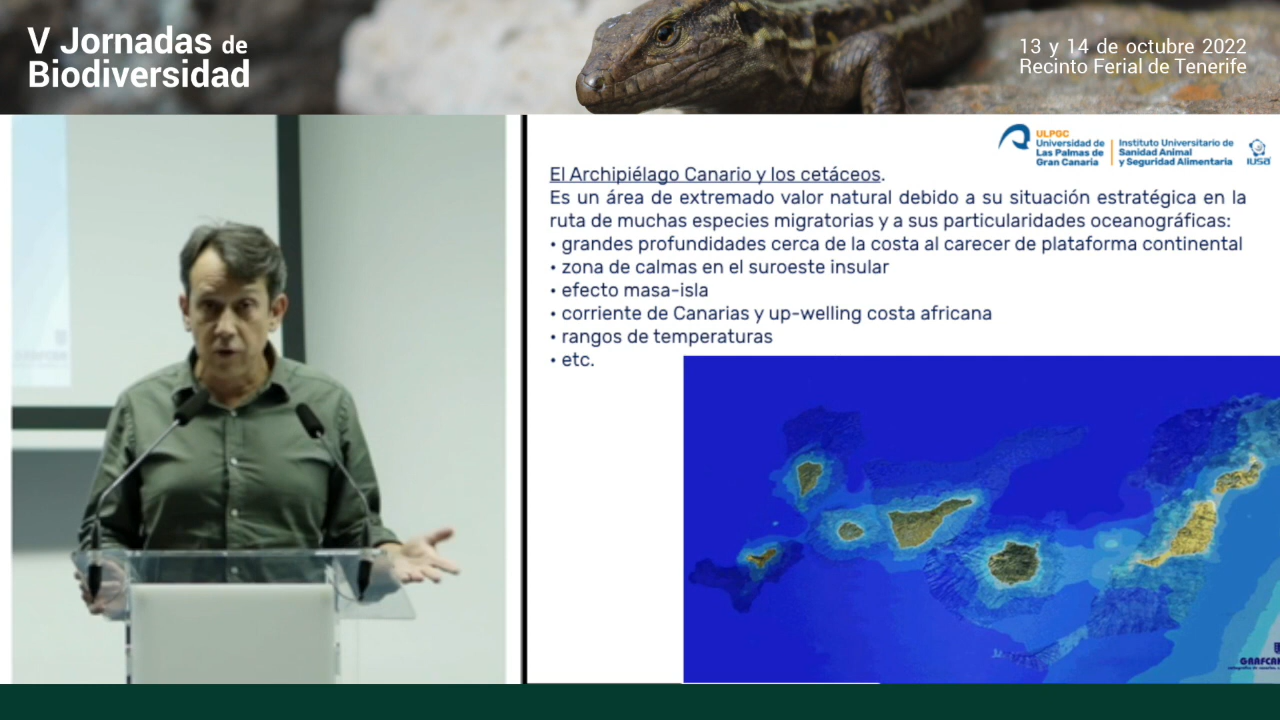 V Jornadas de
Biodiversidad
13 y 14 de octubre 2022
Recinto Ferial de Tenerife
ULPGC
Universidad de
Las Palmas de
Gran Canaria
Instituto Universitario de
Sanidad Animal
y Seguridad Alimentaria
IUSA
El Archipiélago Canario y los cetáceos.
Es un área de extremado valor natural debido a su situación estratégica en la
ruta de muchas especies migratorias y a sus particularidades oceanográficas:
• grandes profundidades cerca de la costa al carecer de plataforma continental
• zona de calmas en el suroeste insular
• efecto masa-isla
• corriente de Canarias y up-welling costa africana
• rangos de temperaturas
• etc.
GRAFCAN